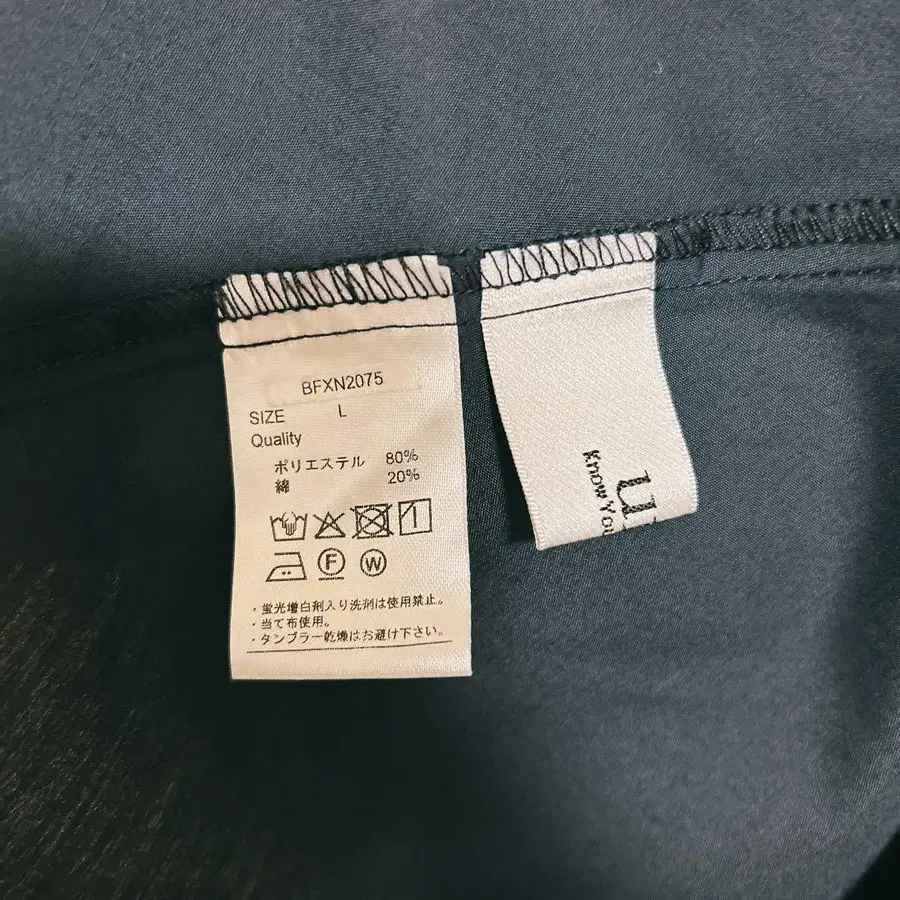 BFXN2075
SIZE L
Quality
ポリエステル 80%
綿 20%
F W
・蛍光増白剤入り洗剤は使用禁止。
・当て布使用。
・タンブラー乾燥はお避け下さい。
Know